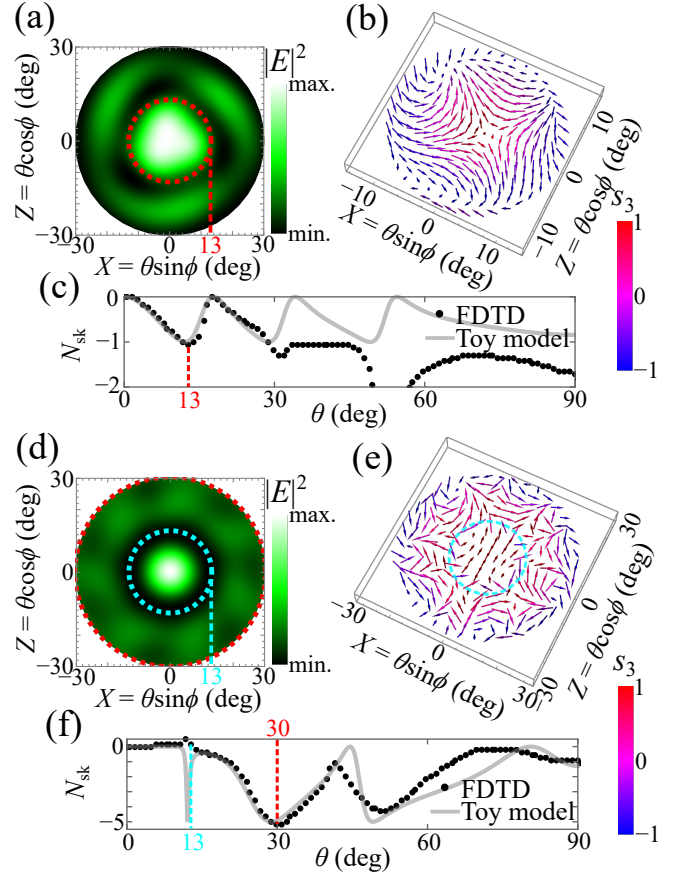 (a)
30
0
−30
Z = θcosϕ (deg)
−30
0
13
30
X = θsinϕ (deg)
|E|²
max.
min.
(b)
−10
0
10
X = θsinϕ (deg)
−10
0
10
Z = θcosϕ (deg)
s₃
1
−1
(c)
0
−1
−2
N_sk
0
13
30
60
90
θ (deg)
FDTD
Toy model
(d)
30
0
−30
Z = θcosϕ (deg)
−30
0
13
30
X = θsinϕ (deg)
|E|²
max.
min.
(e)
−30
0
30
X = θsinϕ (deg)
−30
0
30
Z = θcosϕ (deg)
s₃
1
−1
(f)
30
0
−5
N_sk
0
13
30
60
90
θ (deg)
FDTD
Toy model